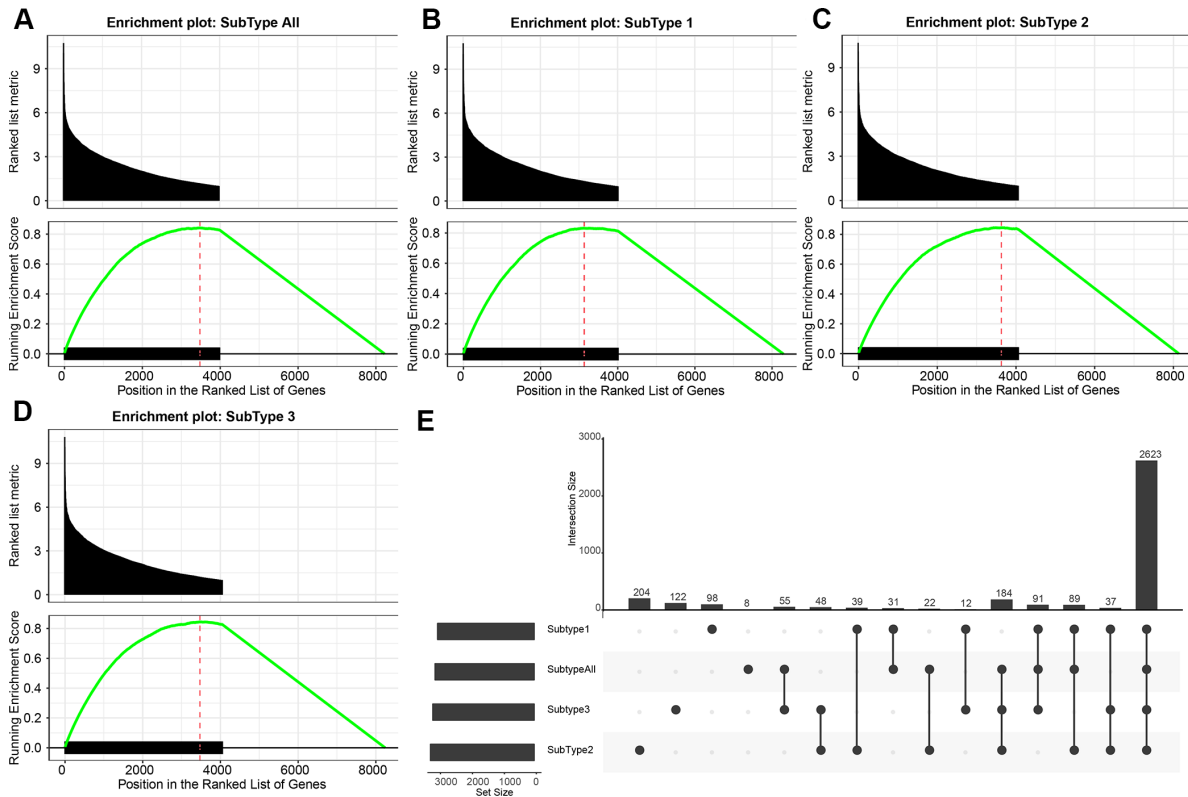 A
Enrichment plot: SubType All
Ranked list metric
9
6
3
0
Running Enrichment Score
0.8
0.6
0.4
0.2
0.0
0 2000 4000 6000 8000
Position in the Ranked List of Genes
B
Enrichment plot: SubType 1
Ranked list metric
9
6
3
0
Running Enrichment Score
0.8
0.6
0.4
0.2
0.0
0 2000 4000 6000 8000
Position in the Ranked List of Genes
C
Enrichment plot: SubType 2
Ranked list metric
9
6
3
0
Running Enrichment Score
0.8
0.6
0.4
0.2
0.0
0 2000 4000 6000 8000
Position in the Ranked List of Genes
D
Enrichment plot: SubType 3
Ranked list metric
9
6
3
0
Running Enrichment Score
0.8
0.6
0.4
0.2
0.0
0 2000 4000 6000 8000
Position in the Ranked List of Genes
E
Intersection Size
3000
2000
1000
0
204 122 98 8 55 48 39 31 22 12 184 91 89 37 2623
Subtype1
SubtypeAll
Subtype3
SubType2
3000 2000 1000 0
Set Size